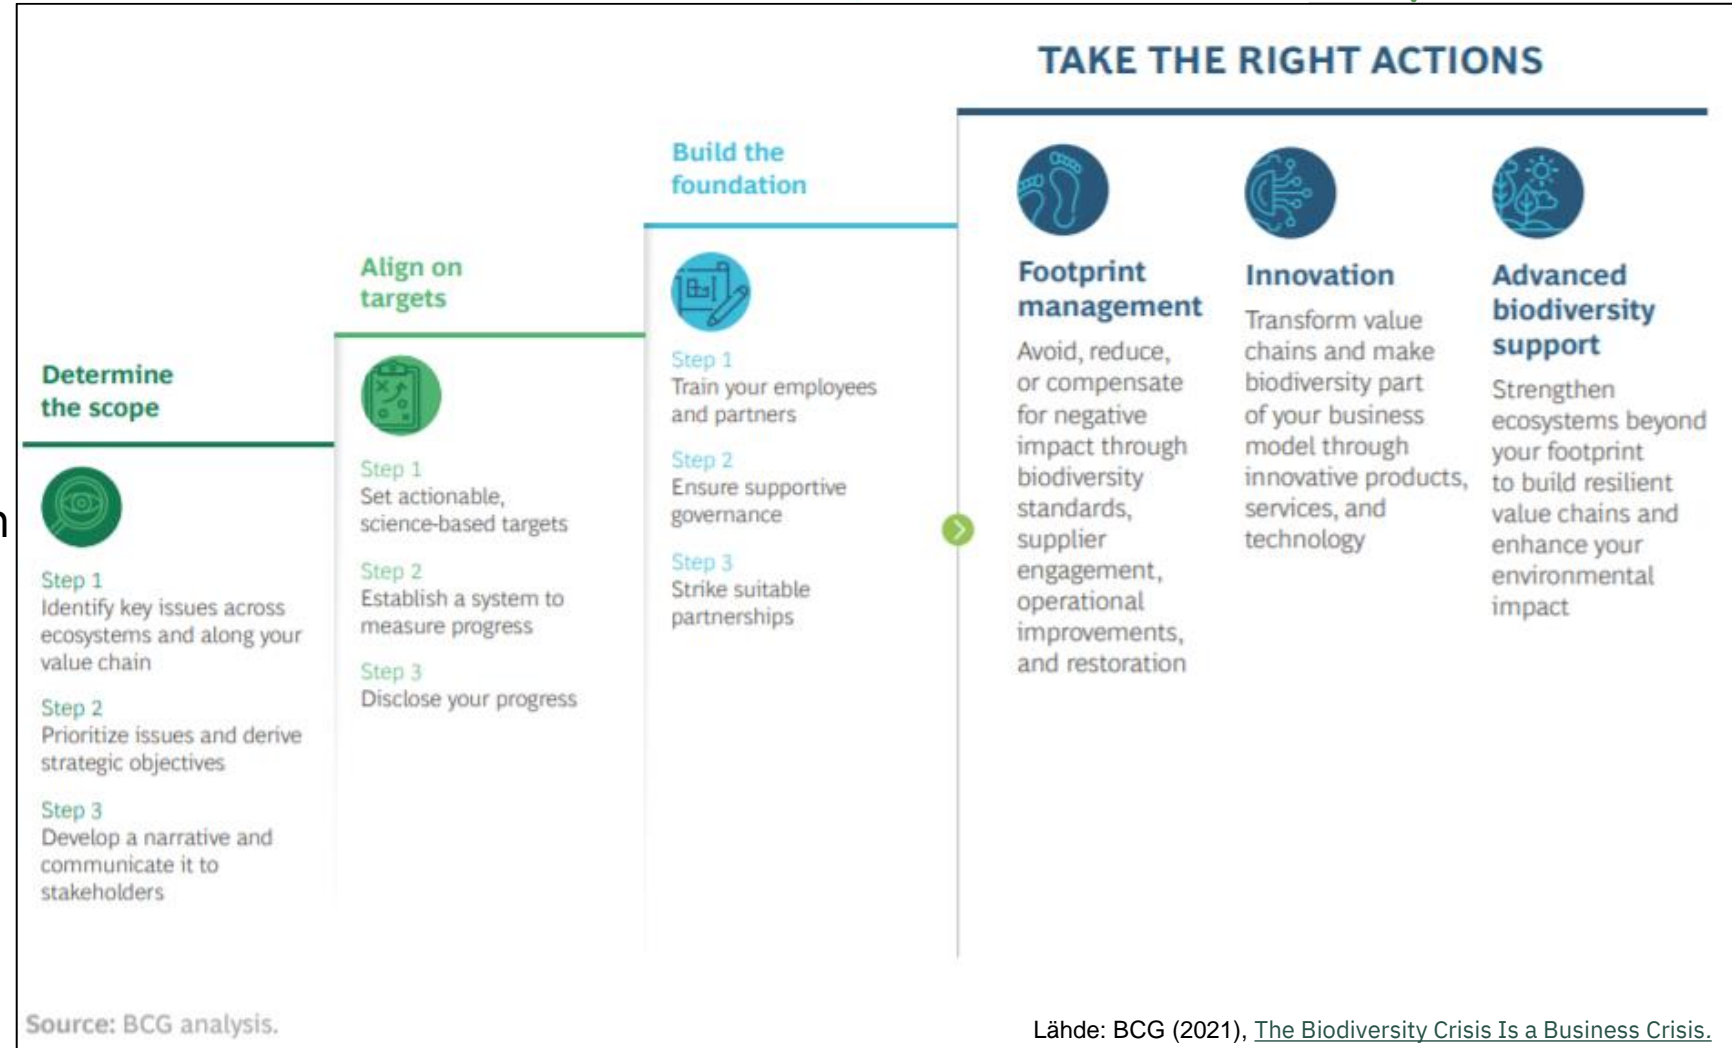 TAKE THE RIGHT ACTIONS
Determine
the scope
Step 1
Identify key issues across
ecosystems and along your
value chain
Step 2
Prioritize issues and derive
strategic objectives
Step 3
Develop a narrative and
communicate it to
stakeholders
Align on
targets
Step 1
Set actionable,
science-based targets
Step 2
Establish a system to
measure progress
Step 3
Disclose your progress
Build the
foundation
Step 1
Train your employees
and partners
Step 2
Ensure supportive
governance
Step 3
Strike suitable
partnerships
Footprint
management
Avoid, reduce,
or compensate
for negative
impact through
biodiversity
standards,
supplier
engagement,
operational
improvements,
and restoration
Innovation
Transform value
chains and make
biodiversity part
of your business
model through
innovative products,
services, and
technology
Advanced
biodiversity
support
Strengthen
ecosystems beyond
your footprint
to build resilient
value chains and
enhance your
environmental
impact
Source: BCG analysis.
Lähde: BCG (2021), The Biodiversity Crisis Is a Business Crisis.